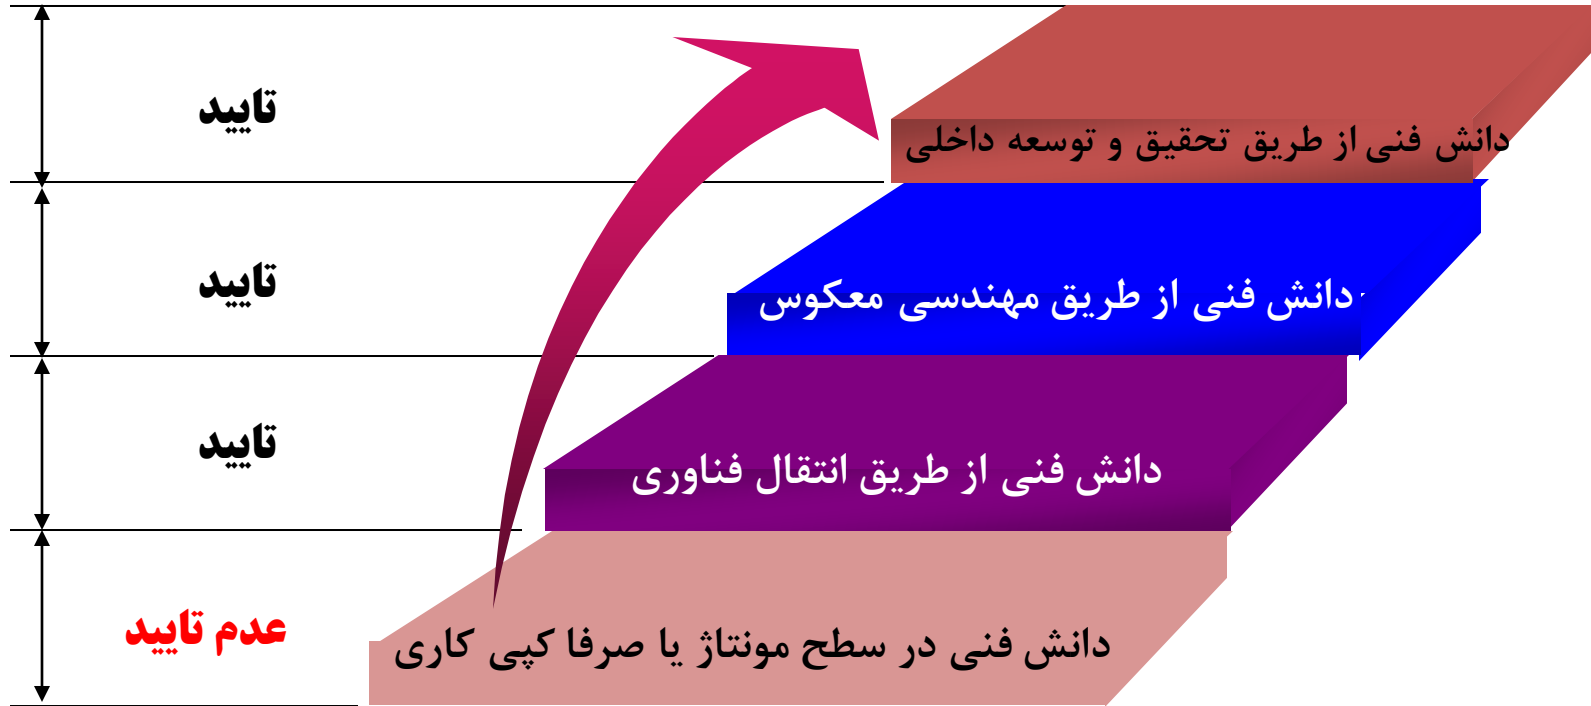 دانش فنی از طریق تحقیق و توسعه داخلی
تایید
دانش فنی از طریق مهندسی معکوس
تایید
دانش فنی از طریق انتقال فناوری
تایید
دانش فنی در سطح مونتاژ یا صرفا کپی کاری
عدم تایید